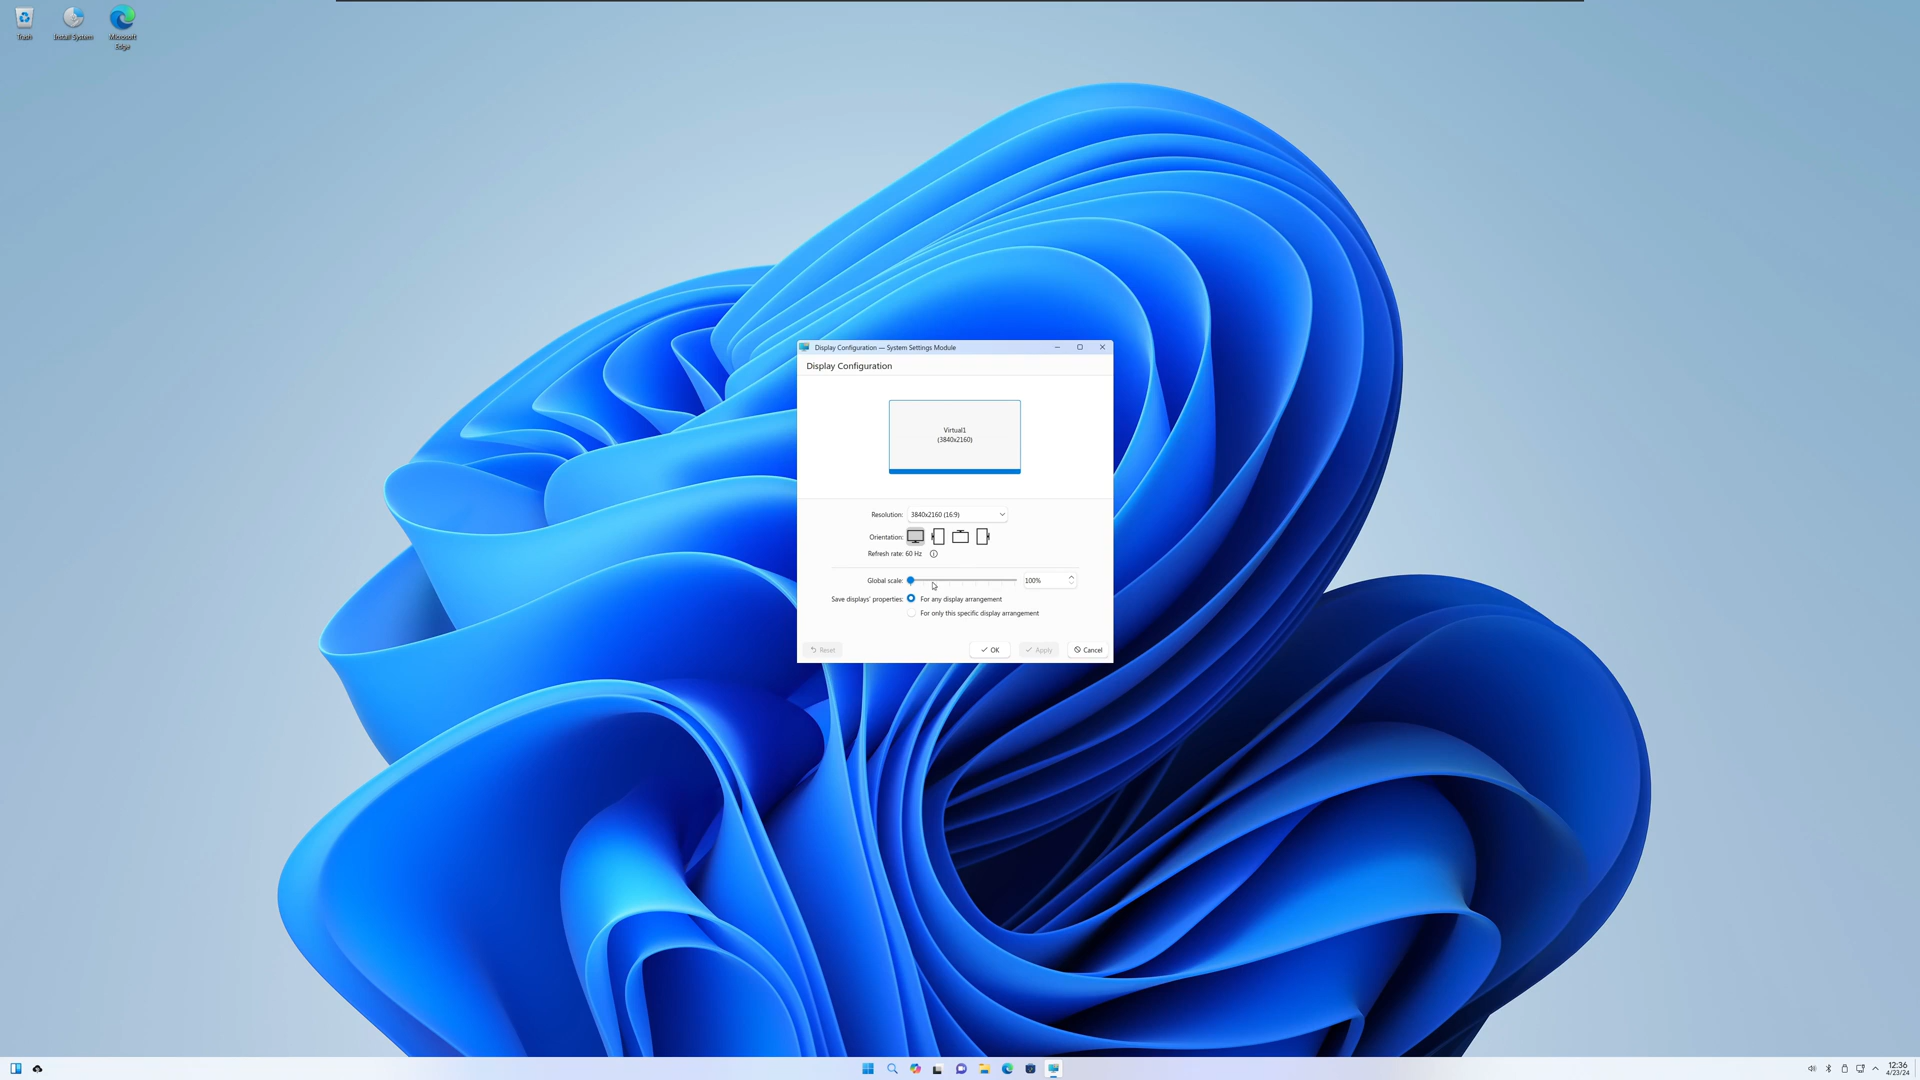 Trash
Install System
Microsoft
Edge
Display Configuration — System Settings Module
Display Configuration
Virtual1
(3840x2160)
Resolution: 3840x2160 (16:9)
Orientation:
Refresh rate: 60 Hz
Global scale: 100%
Save displays' properties: For any display arrangement
For only this specific display arrangement
Reset OK Apply Cancel
12:36
4/23/24